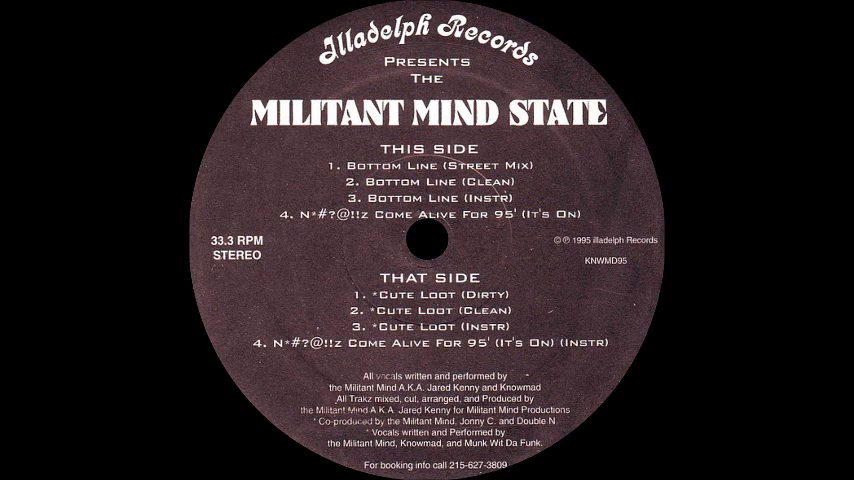 Illadelph Records
PRESENTS
THE
MILITANT MIND STATE
THIS SIDE
1. BOTTOM LINE (STREET MIX)
2. BOTTOM LINE (CLEAN)
3. BOTTOM LINE (INSTR)
4. N*#?@!!Z COME ALIVE FOR 95' (IT'S ON)
33.3 RPM
STEREO
© ℗ 1995 illadelph Records
KNWMD95
THAT SIDE
1. *CUTE LOOT (DIRTY)
2. *CUTE LOOT (CLEAN)
3. *CUTE LOOT (INSTR)
4. N*#?@!!Z COME ALIVE FOR 95' (IT'S ON) (INSTR)
All vocals written and performed by
the Militant Mind A.K.A. Jared Kenny and Knowmad
All Trakz mixed, cut, arranged, and Produced by
the Militant Mind A.K.A. Jared Kenny for Militant Mind Productions
* Co-produced by the Militant Mind, Jonny C. and Double N
* Vocals written and Performed by
the Militant Mind, Knowmad, and Munk Wit Da Funk.
For booking info call 215-627-3809